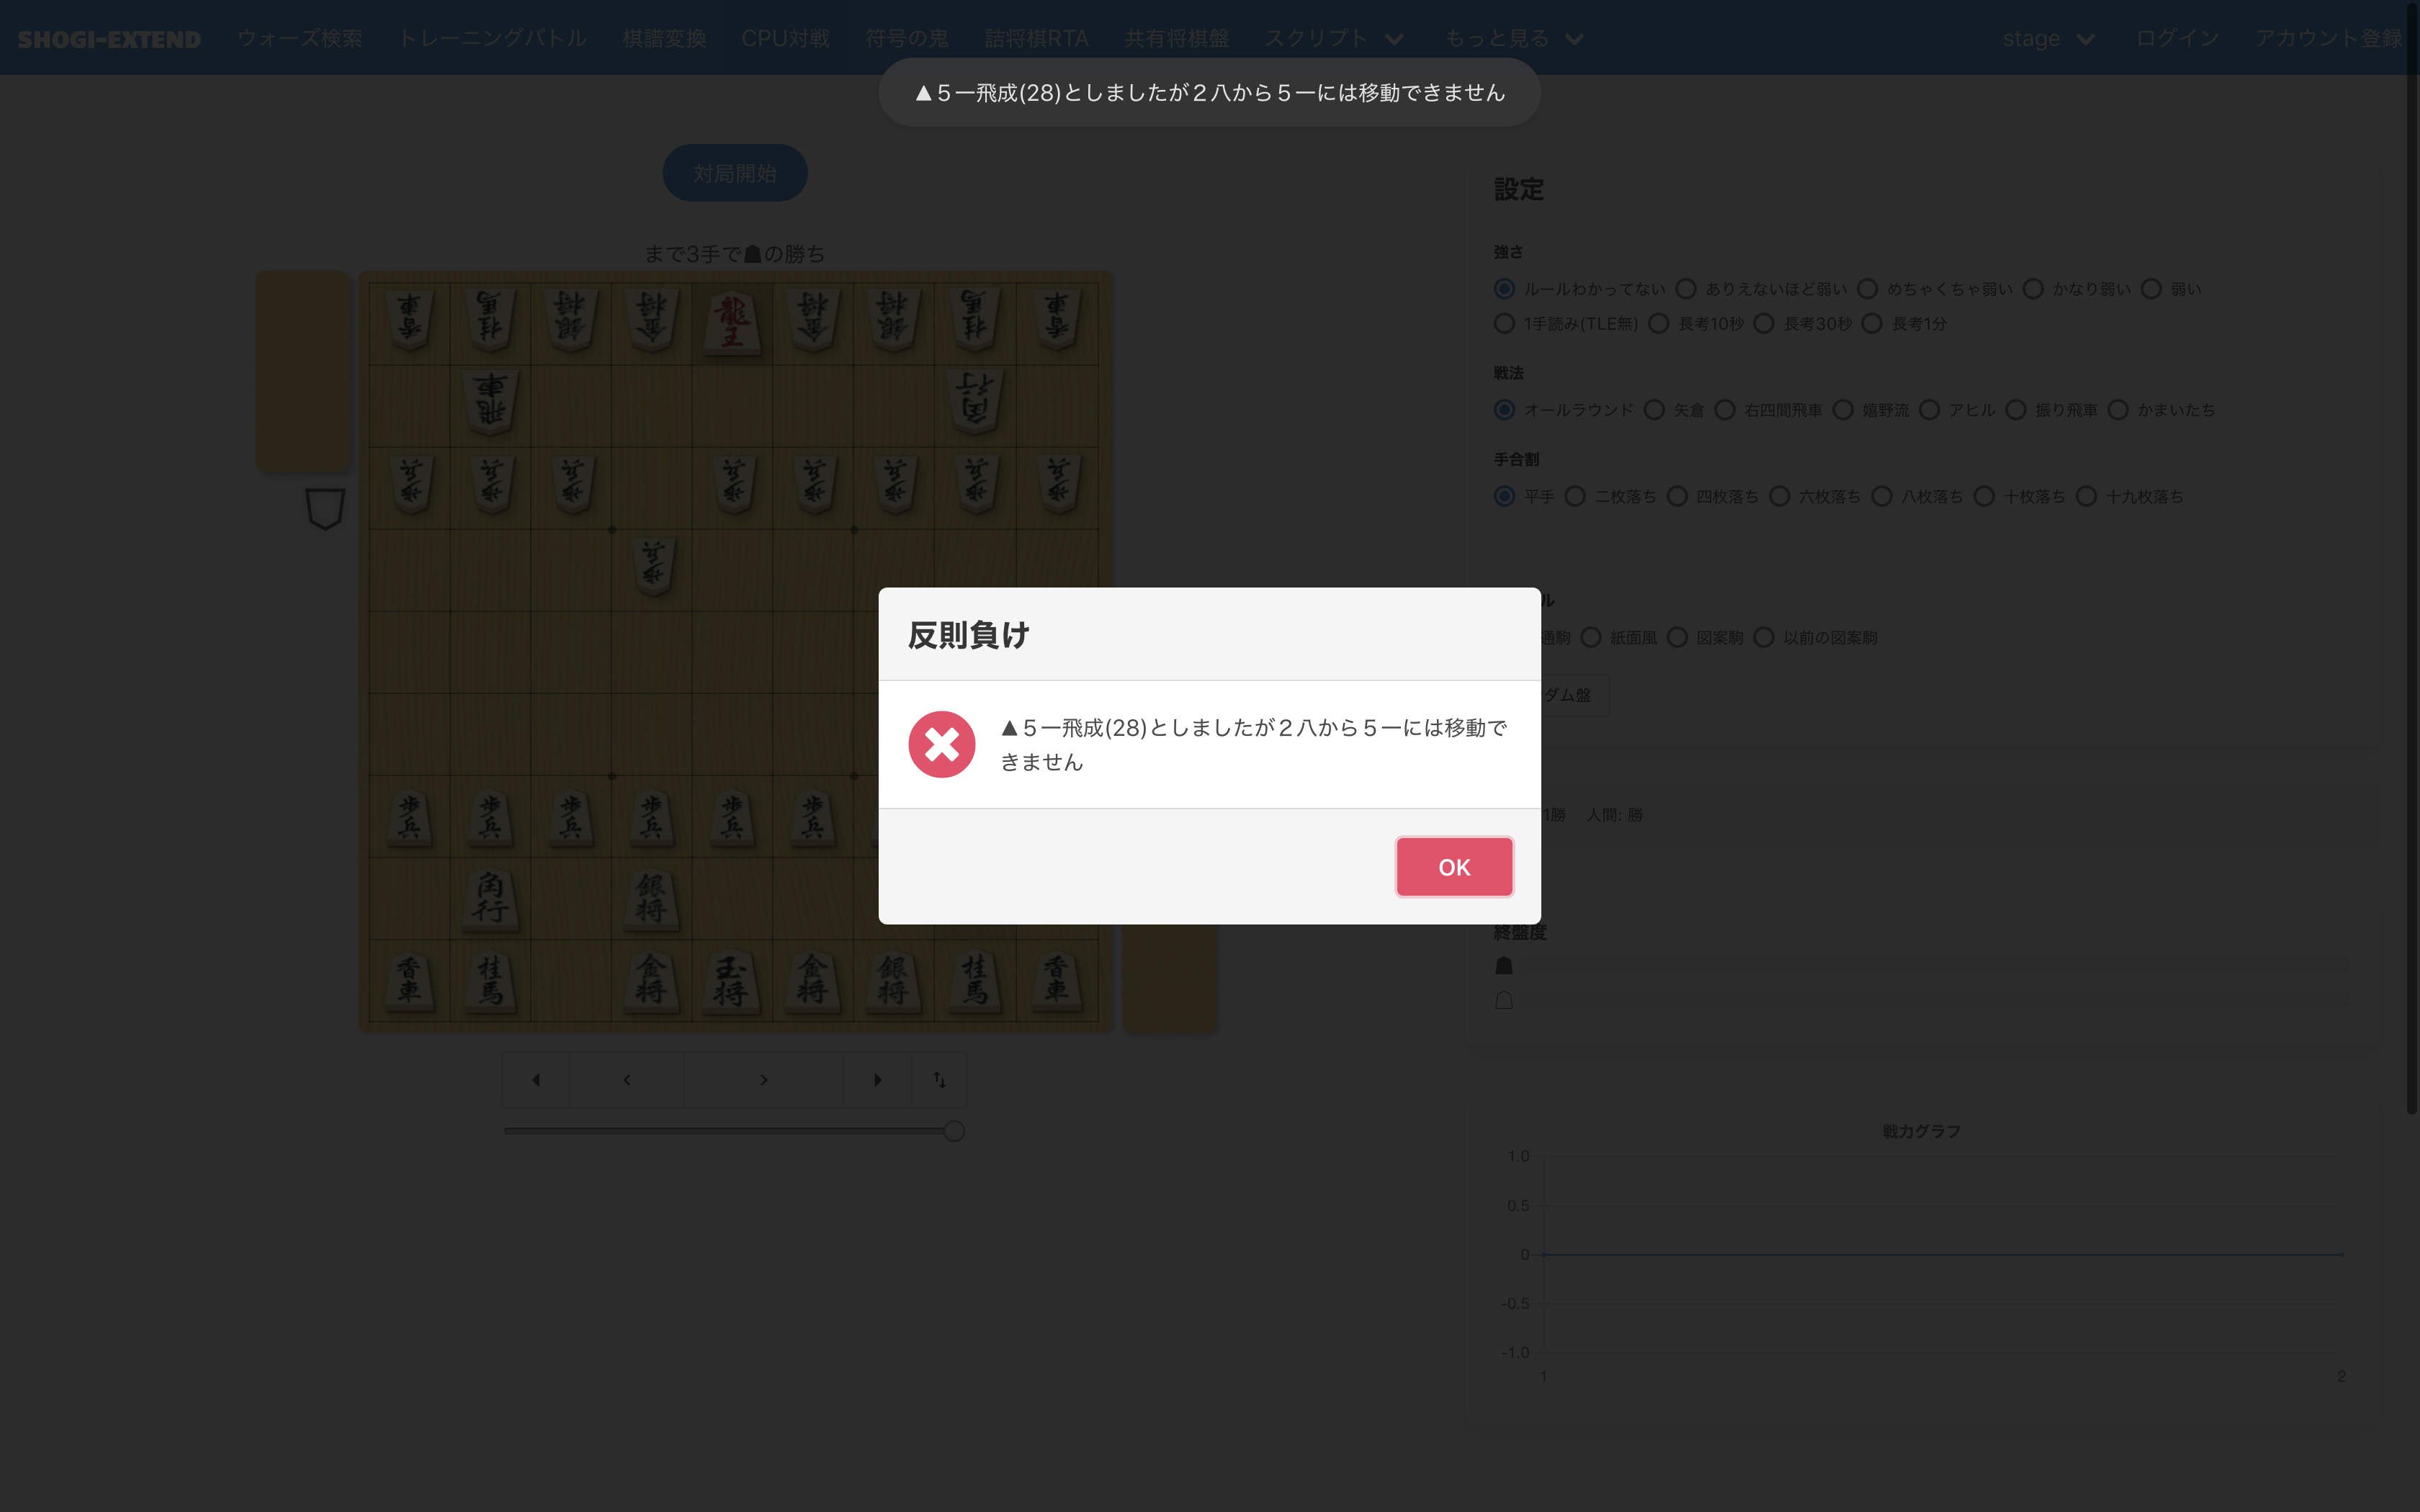 SHOGI-EXTEND ウォーズ検索 トレーニングバトル 棋譜変換 CPU対戦 符号の鬼 詰将棋RTA 共有将棋盤 スクリプト もっと見る stage ログイン アカウント登録
▲５一飛成(28)としましたが２八から５一には移動できません
対局開始
まで3手で☗の勝ち
香車 桂馬 銀将 金将 龍王 金将 銀将 桂馬 香車
飛車 角行
歩兵 歩兵 歩兵 歩兵 歩兵 歩兵 歩兵 歩兵
歩兵
歩兵 歩兵 歩兵 歩兵 歩兵 歩兵
角行 銀将
香車 桂馬 金将 玉将 金将 銀将 桂馬 香車
設定
強さ
ルールわかってない ありえないほど弱い めちゃくちゃ弱い かなり弱い 弱い
1手読み(TLE無) 長考10秒 長考30秒 長考1分
戦法
オールラウンド 矢倉 右四間飛車 嬉野流 アヒル 振り飛車 かまいたち
手合割
平手 二枚落ち 四枚落ち 六枚落ち 八枚落ち 十枚落ち 十九枚落ち
ル
通駒 紙面風 図案駒 以前の図案駒
ダム盤
反則負け
▲５一飛成(28)としましたが２八から５一には移動で
きません
OK
1勝 人間: 勝
終盤度
戦力グラフ
1.0
0.5
0
-0.5
-1.0
1 2